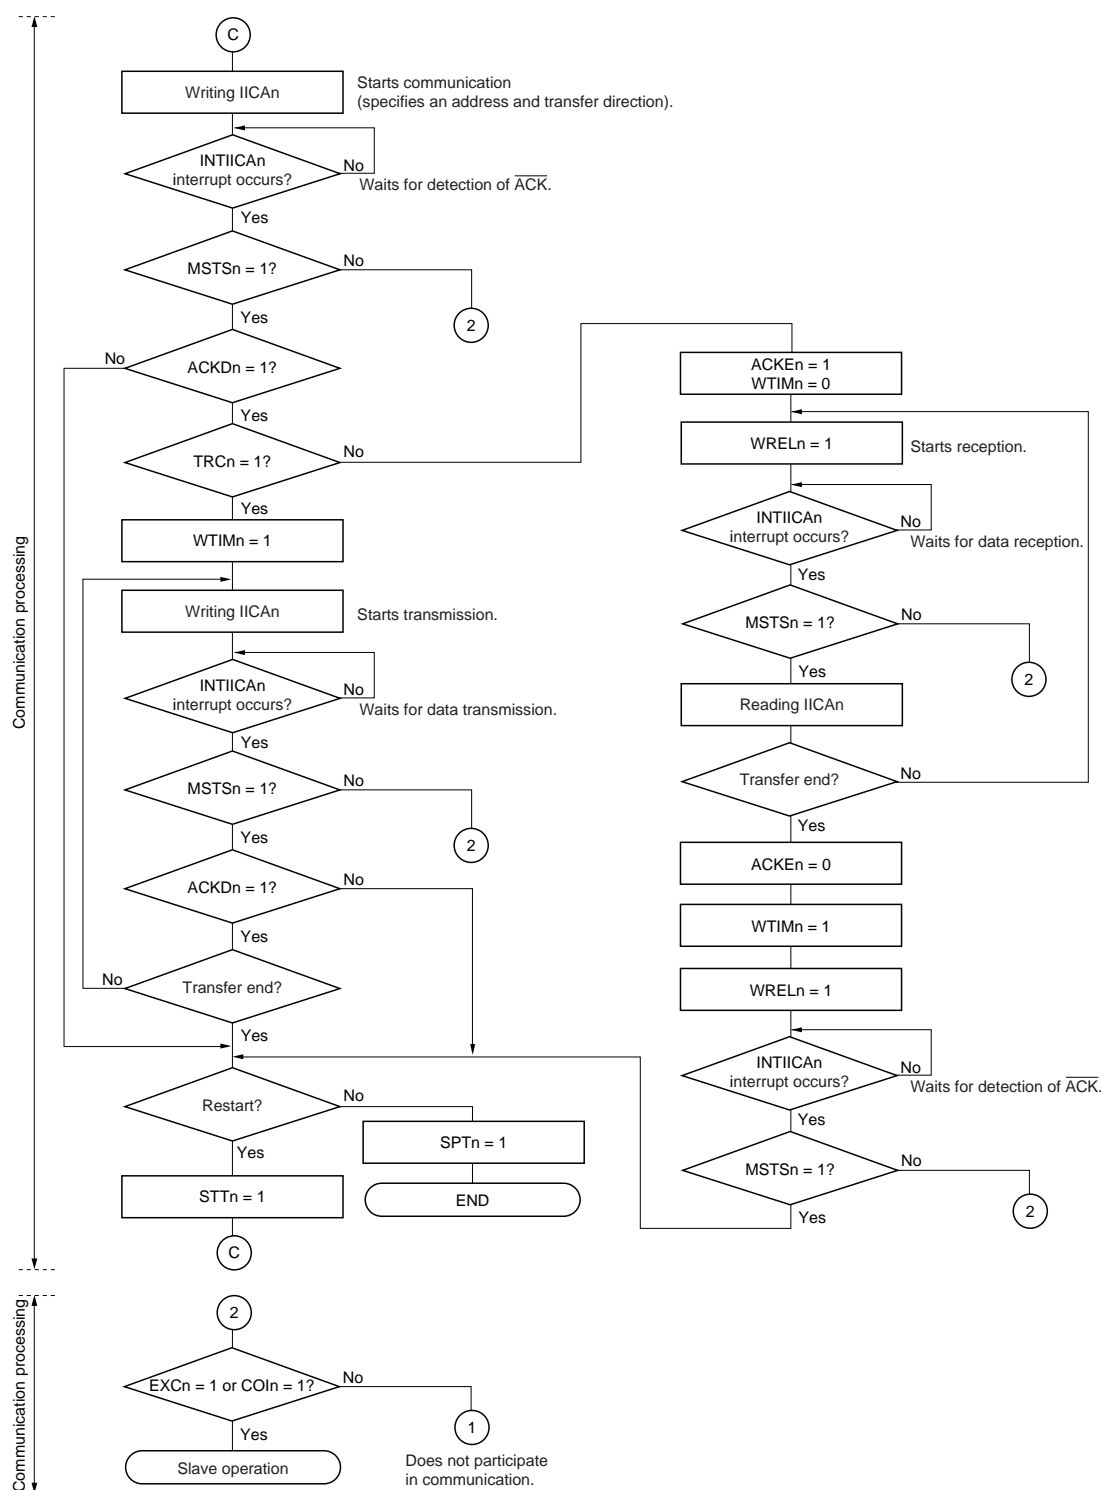 C
Writing IICAn
Starts communication
(specifies an address and transfer direction).
INTIICAn
interrupt occurs?
No
Waits for detection of ACK.
Yes
MSTSn = 1?
No
2
Yes
ACKDn = 1?
No
Yes
TRCn = 1?
No
Yes
WTIMn = 1
Writing IICAn
Starts transmission.
INTIICAn
interrupt occurs?
No
Waits for data transmission.
Yes
MSTSn = 1?
No
2
Yes
ACKDn = 1?
No
Yes
Transfer end?
No
Yes
Restart?
No
SPTn = 1
END
Yes
STTn = 1
C
ACKEn = 1
WTIMn = 0
WRELn = 1
Starts reception.
INTIICAn
interrupt occurs?
No
Waits for data reception.
Yes
MSTSn = 1?
No
2
Yes
Reading IICAn
Transfer end?
No
Yes
ACKEn = 0
WTIMn = 1
WRELn = 1
INTIICAn
interrupt occurs?
No
Waits for detection of ACK.
Yes
MSTSn = 1?
No
2
Yes
Communication processing
2
EXCn = 1 or COIn = 1?
No
1
Does not participate
in communication.
Yes
Slave operation
Communication processing